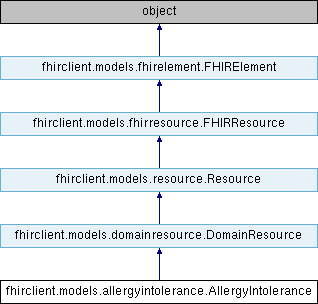 object
fhirclient.models.fhirelement.FHIRElement
fhirclient.models.fhirresource.FHIRResource
fhirclient.models.resource.Resource
fhirclient.models.domainresource.DomainResource
fhirclient.models.allergyintolerance.AllergyIntolerance